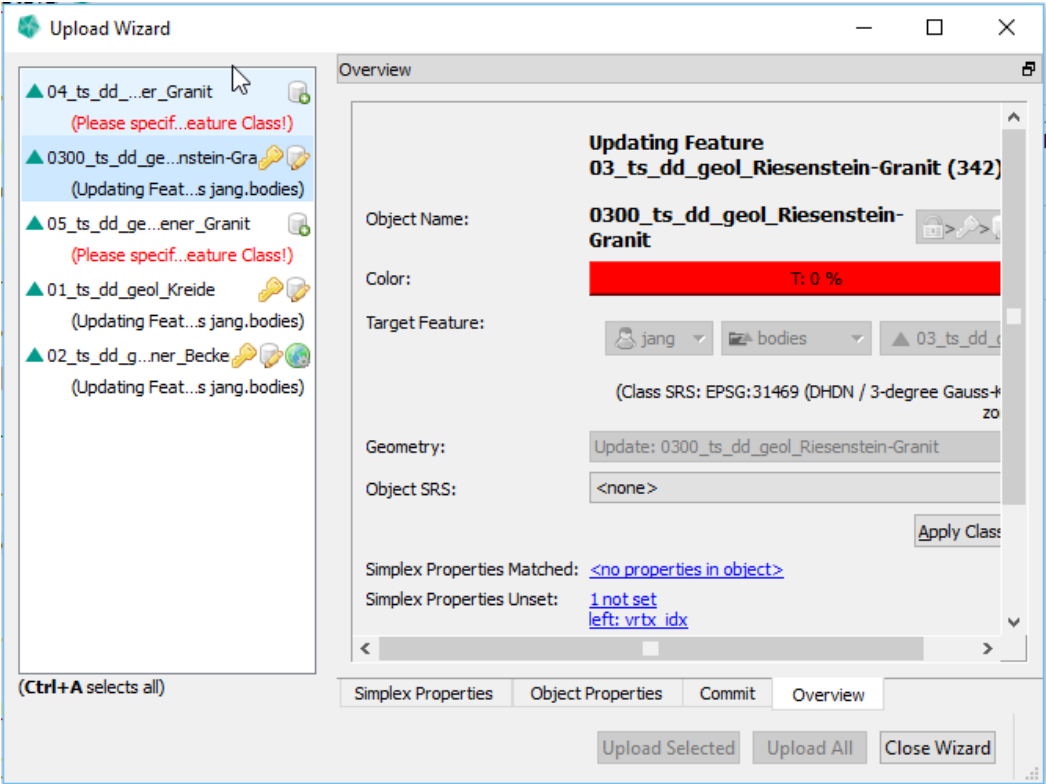 Upload Wizard
04_ts_dd_...er_Granit
(Please specif...eature Class!)
0300_ts_dd_ge...nstein-Gra
(Updating Feat...s jang.bodies)
05_ts_dd_ge...ener_Granit
(Please specif...eature Class!)
01_ts_dd_geol_Kreide
(Updating Feat...s jang.bodies)
02_ts_dd_g...ner_Becke
(Updating Feat...s jang.bodies)
(Ctrl+A selects all)
Overview
Updating Feature
03_ts_dd_geol_Riesenstein-Granit (342)
Object Name:
0300_ts_dd_geol_Riesenstein-
Granit
> >
Color:
T: 0 %
Target Feature:
jang
bodies
03_ts_dd_
(Class SRS: EPSG:31469 (DHDN / 3-degree Gauss-K
zo
Geometry:
Update: 0300_ts_dd_geol_Riesenstein-Granit
Object SRS:
<none>
Apply Class
Simplex Properties Matched:
<no properties in object>
Simplex Properties Unset:
1 not set
left: vrtx_idx
Simplex Properties
Object Properties
Commit
Overview
Upload Selected
Upload All
Close Wizard